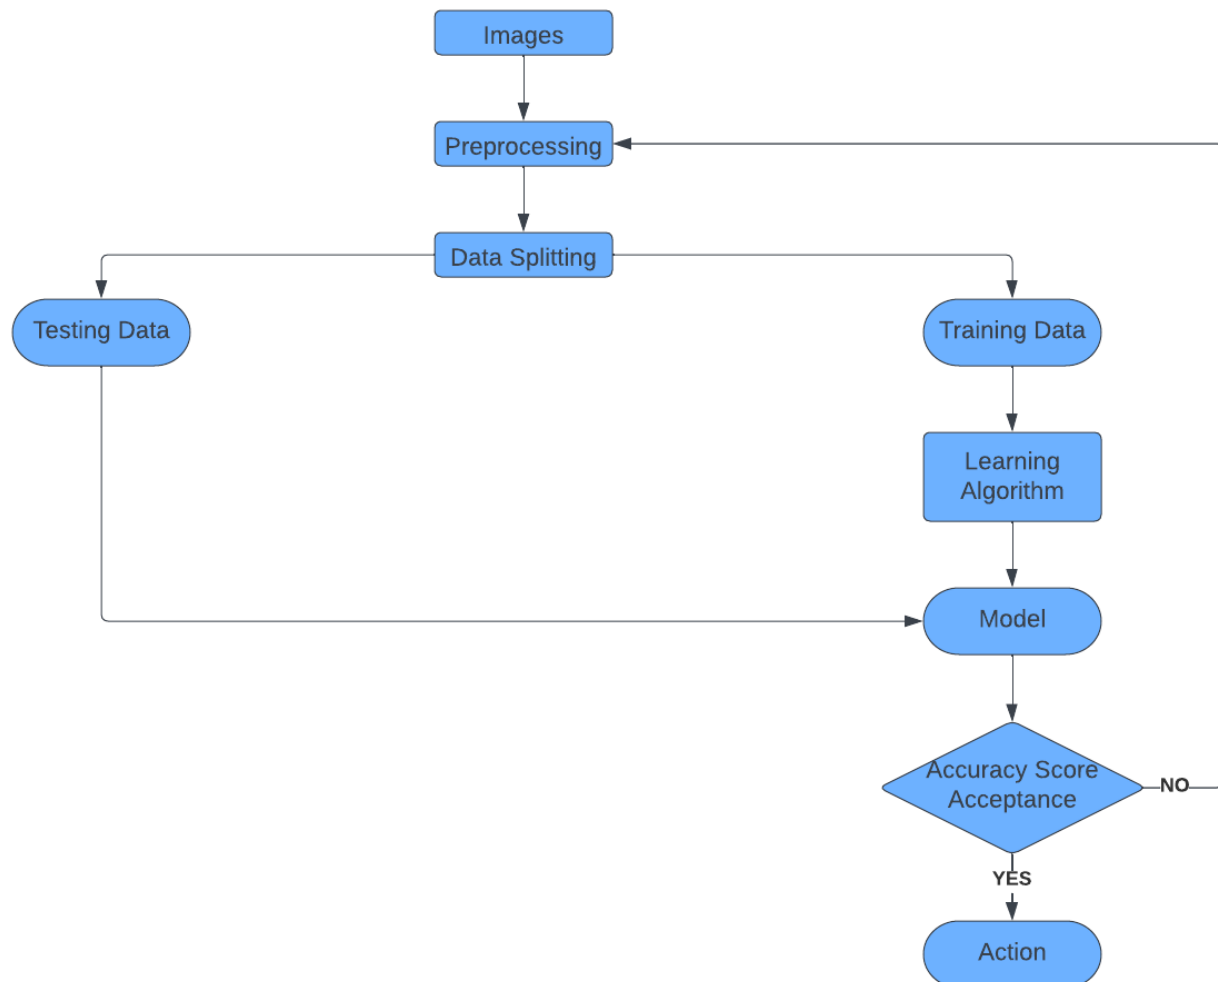 Images
Preprocessing
Data Splitting
Testing Data
Training Data
Learning
Algorithm
Model
Accuracy Score
Acceptance
NO
YES
Action